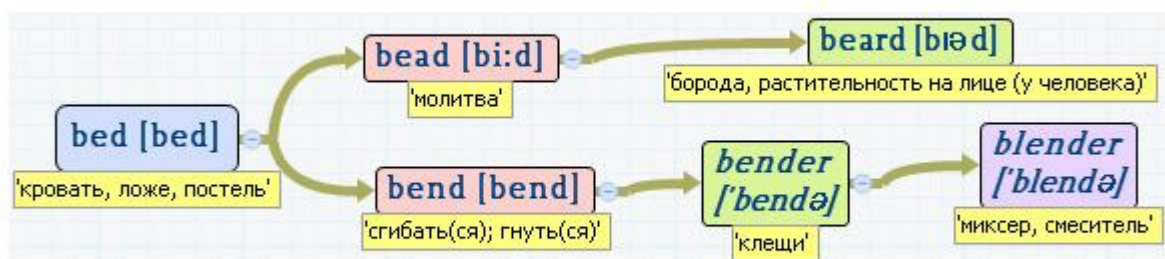 bed [bed]
'кровать, ложе, постель'
bead [bi:d]
'молитва'
beard [bɪəd]
'борода, растительность на лице (у человека)'
bend [bend]
'сгибать(ся); гнуть(ся)'
bender
['bendə]
'клещи'
blender
['blendə]
'миксер, смеситель'